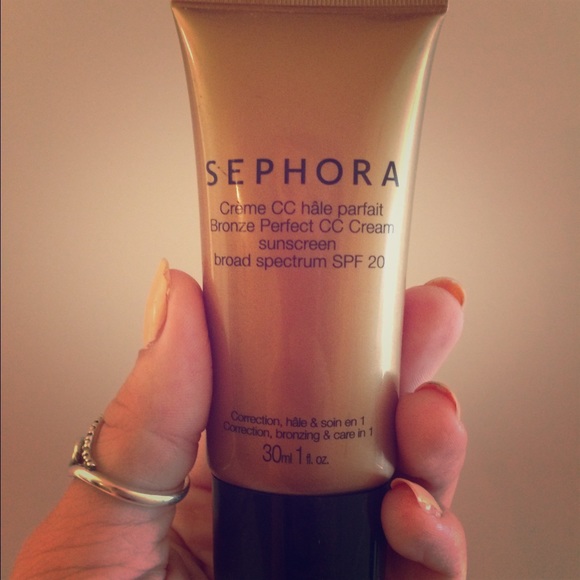 SEPHORA
Crème CC hâle parfait
Bronze Perfect CC Cream
sunscreen
broad spectrum SPF 20
Correction, hâle & soin en 1
Correction, bronzing & care in 1
30ml 1 fl. oz.